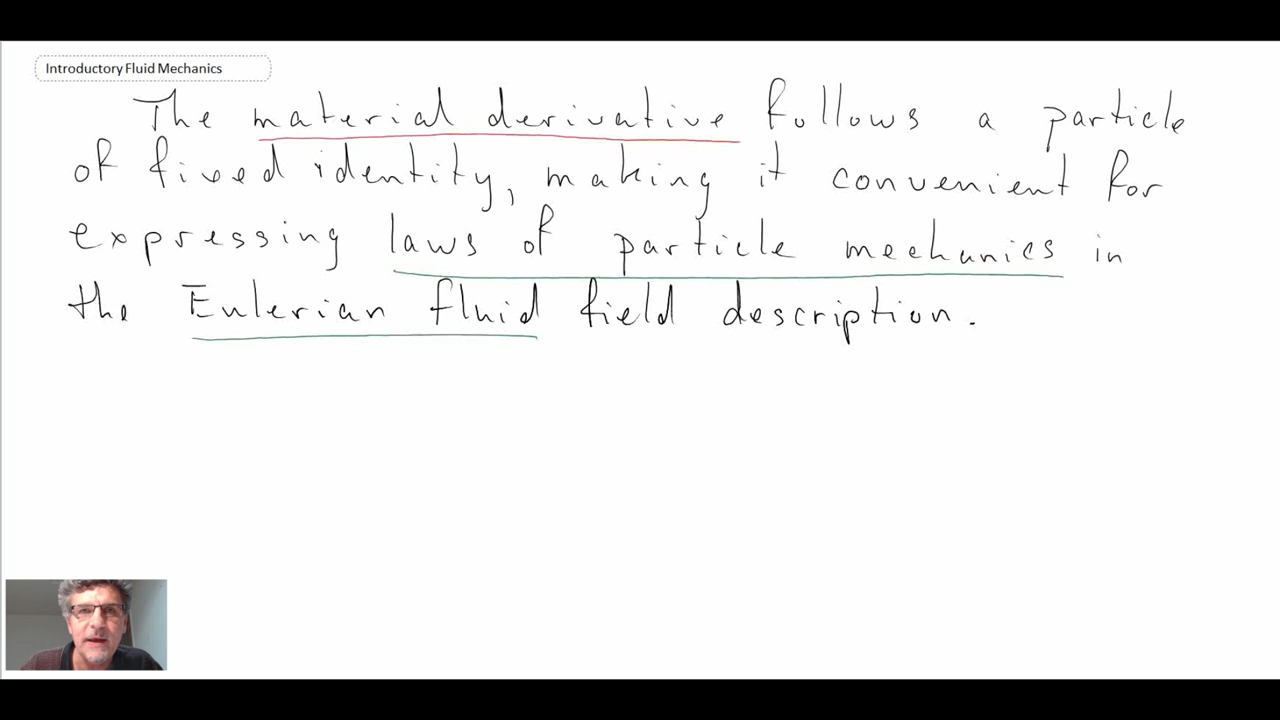 Introductory Fluid Mechanics
The material derivative follows a particle
of fixed identity, making it convenient for
expressing laws of particle mechanics in
the Eulerian fluid field description.